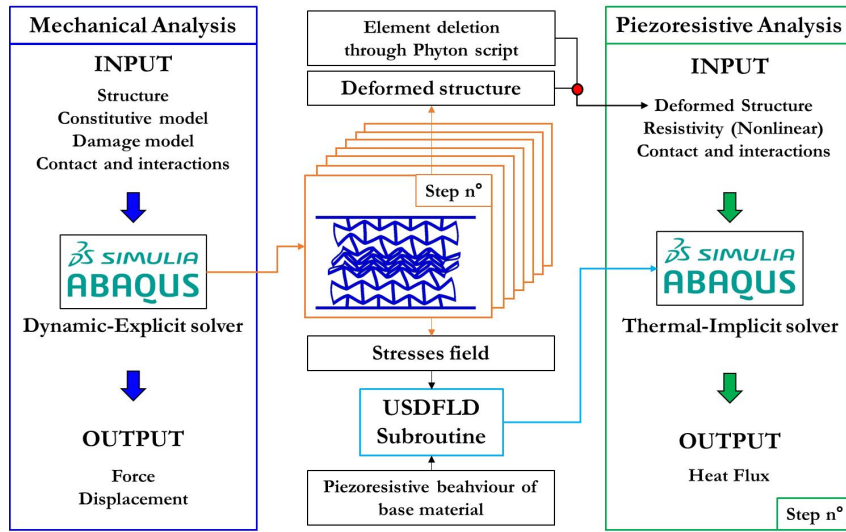 Mechanical Analysis
INPUT
Structure
Constitutive model
Damage model
Contact and interactions
SIMULIA
ABAQUS
Dynamic-Explicit solver
OUTPUT
Force
Displacement
Element deletion
through Phyton script
Deformed structure
Step n°
Stresses field
USDFLD
Subroutine
Piezoresistive beahviour of
base material
Piezoresistive Analysis
INPUT
Deformed Structure
Resistivity (Nonlinear)
Contact and interactions
SIMULIA
ABAQUS
Thermal-Implicit solver
OUTPUT
Heat Flux
Step n°